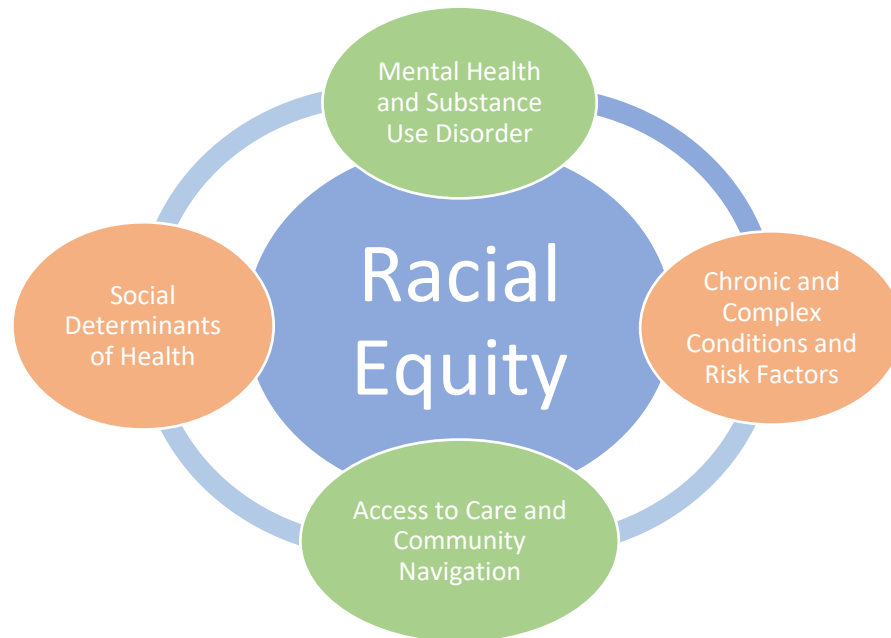 Mental Health
and Substance
Use Disorder
Racial
Equity
Social
Determinants
of Health
Chronic and
Complex
Conditions and
Risk Factors
Access to Care and
Community
Navigation